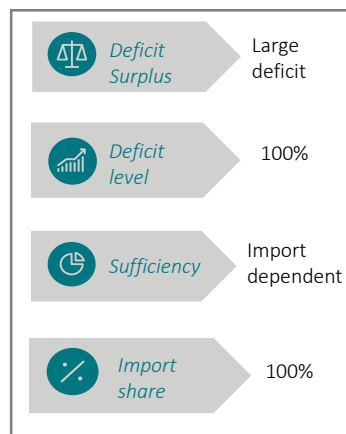 Deficit
Surplus
Large
deficit
Deficit
level
100%
Sufficiency
Import
dependent
Import
share
100%